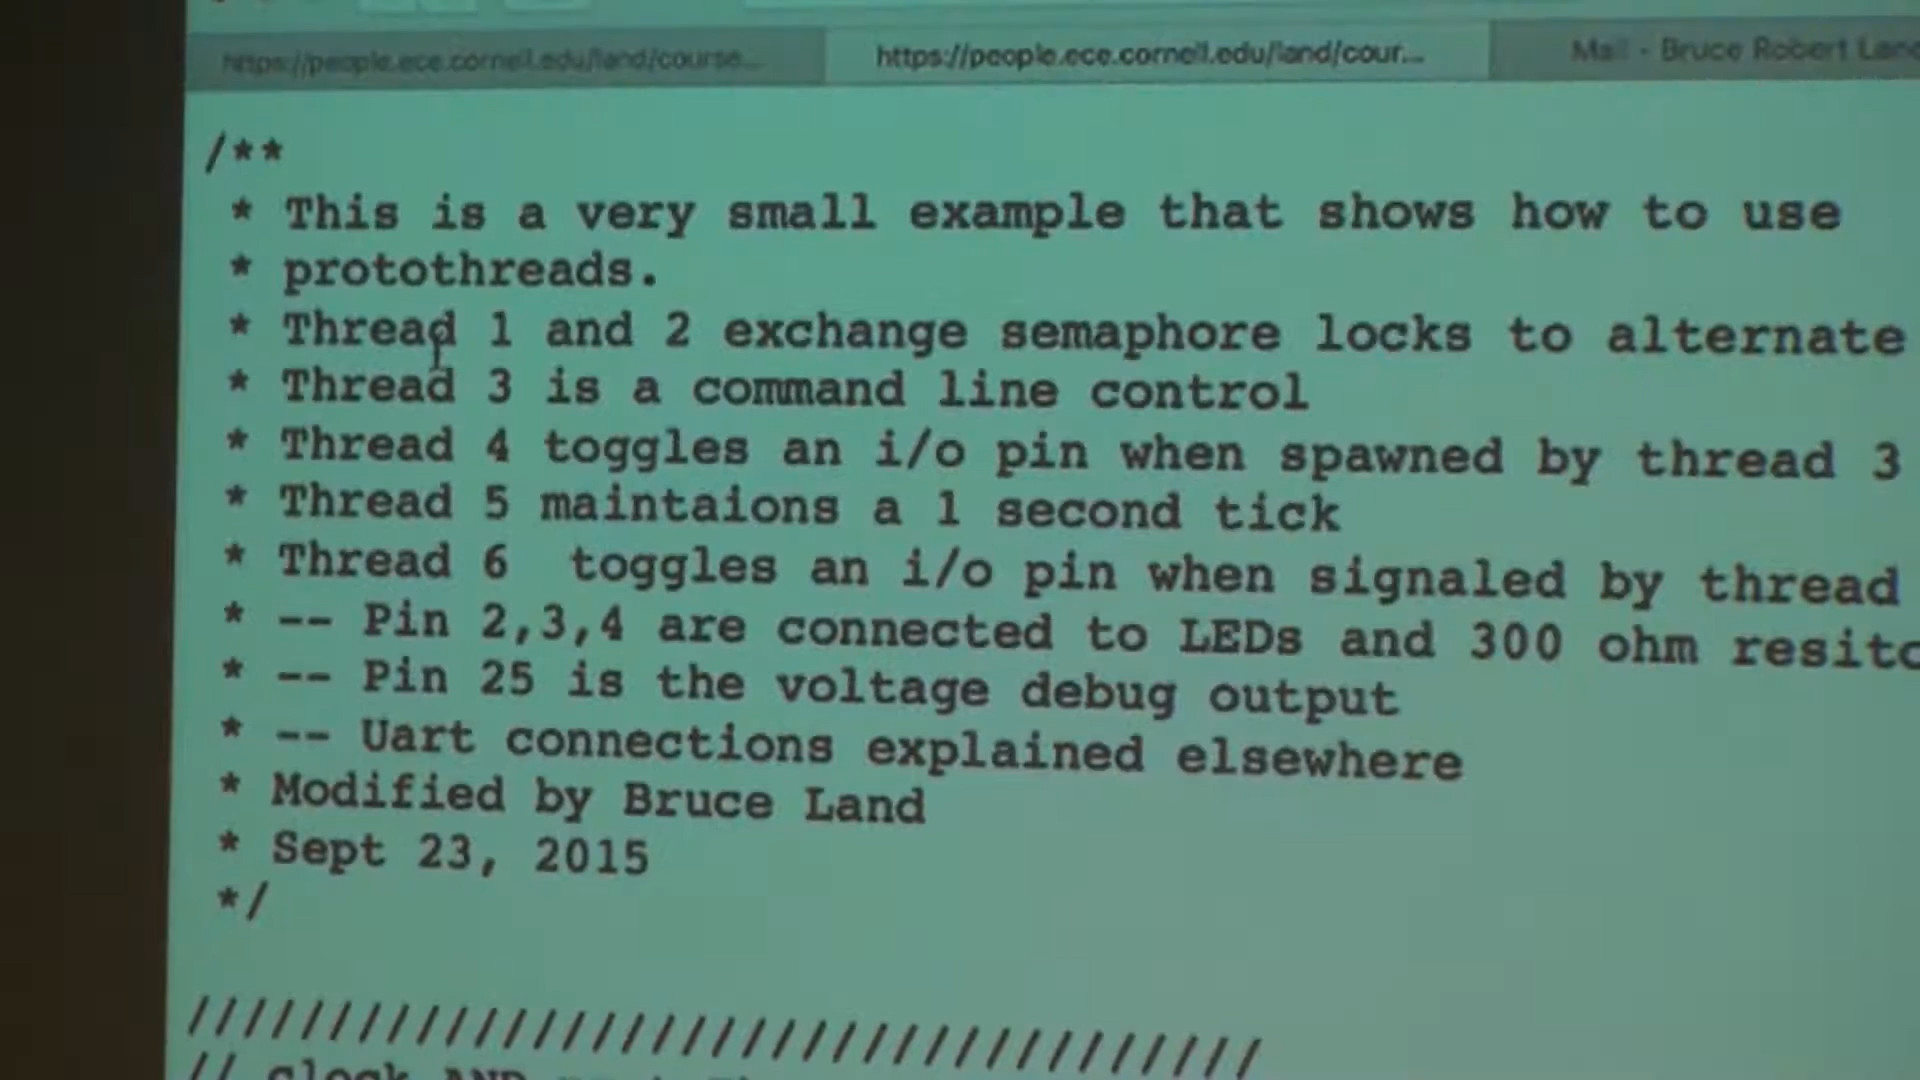 https://people.ece.cornell.edu/land/course...
https://people.ece.cornell.edu/land/cour...
Mail - Bruce Robert Land
/**
* This is a very small example that shows how to use
* protothreads.
* Thread 1 and 2 exchange semaphore locks to alternate
* Thread 3 is a command line control
* Thread 4 toggles an i/o pin when spawned by thread 3
* Thread 5 maintaions a 1 second tick
* Thread 6  toggles an i/o pin when signaled by thread
* -- Pin 2,3,4 are connected to LEDs and 300 ohm resito
* -- Pin 25 is the voltage debug output
* -- Uart connections explained elsewhere
* Modified by Bruce Land
* Sept 23, 2015
*/
////////////////////////////////////
// clock AND